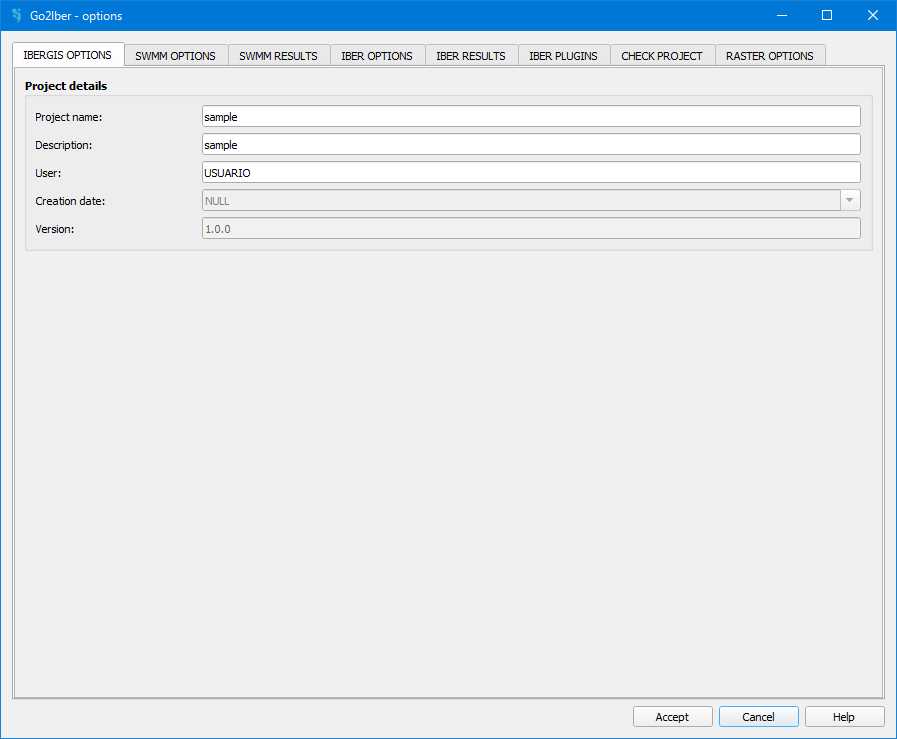 Go2Iber - options
IBERGIS OPTIONS SWMM OPTIONS SWMM RESULTS IBER OPTIONS IBER RESULTS IBER PLUGINS CHECK PROJECT RASTER OPTIONS
Project details
Project name: sample
Description: sample
User: USUARIO
Creation date: NULL
Version: 1.0.0
Accept Cancel Help